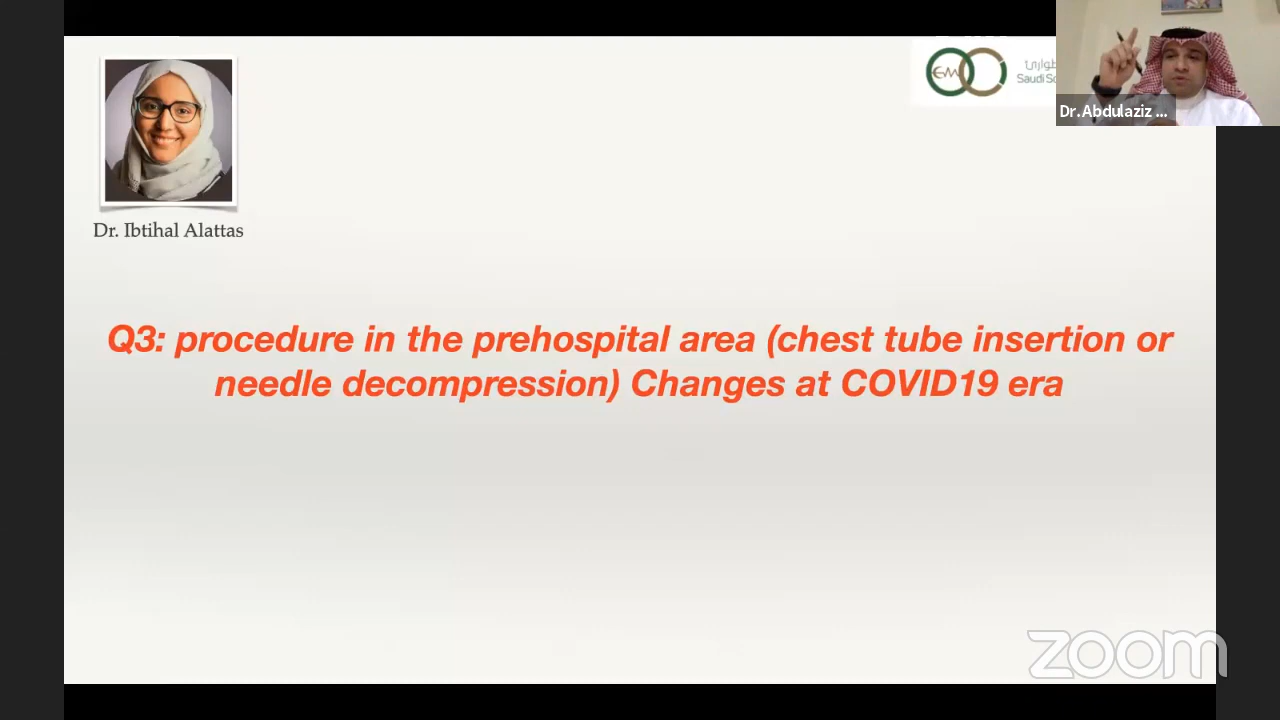 طوارئ
Saudi
Dr.Abdulaziz ...
Dr. Ibtihal Alattas
Q3: procedure in the prehospital area (chest tube insertion or
needle decompression) Changes at COVID19 era
zoom